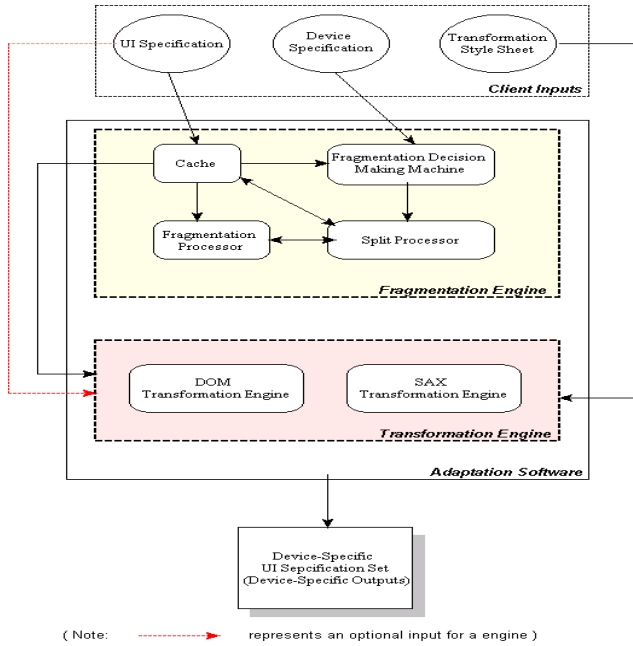 UI Specification
Device
Specification
Transformation
Style Sheet
Client Inputs
Cache
Fragmentation Decision
Making Machine
Fragmentation
Processor
Split Processor
Fragmentation Engine
DOM
Transformation Engine
SAX
Transformation Engine
Transformation Engine
Adaptation Software
Device-Specific
UI Sepcification Set
(Device-Specific Outputs)
( Note: represents an optional input for a engine )